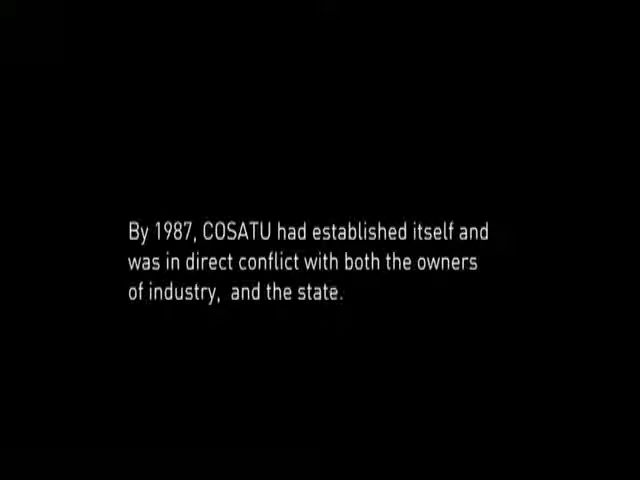 By 1987, COSATU had established itself and
was in direct conflict with both the owners
of industry,  and the state.